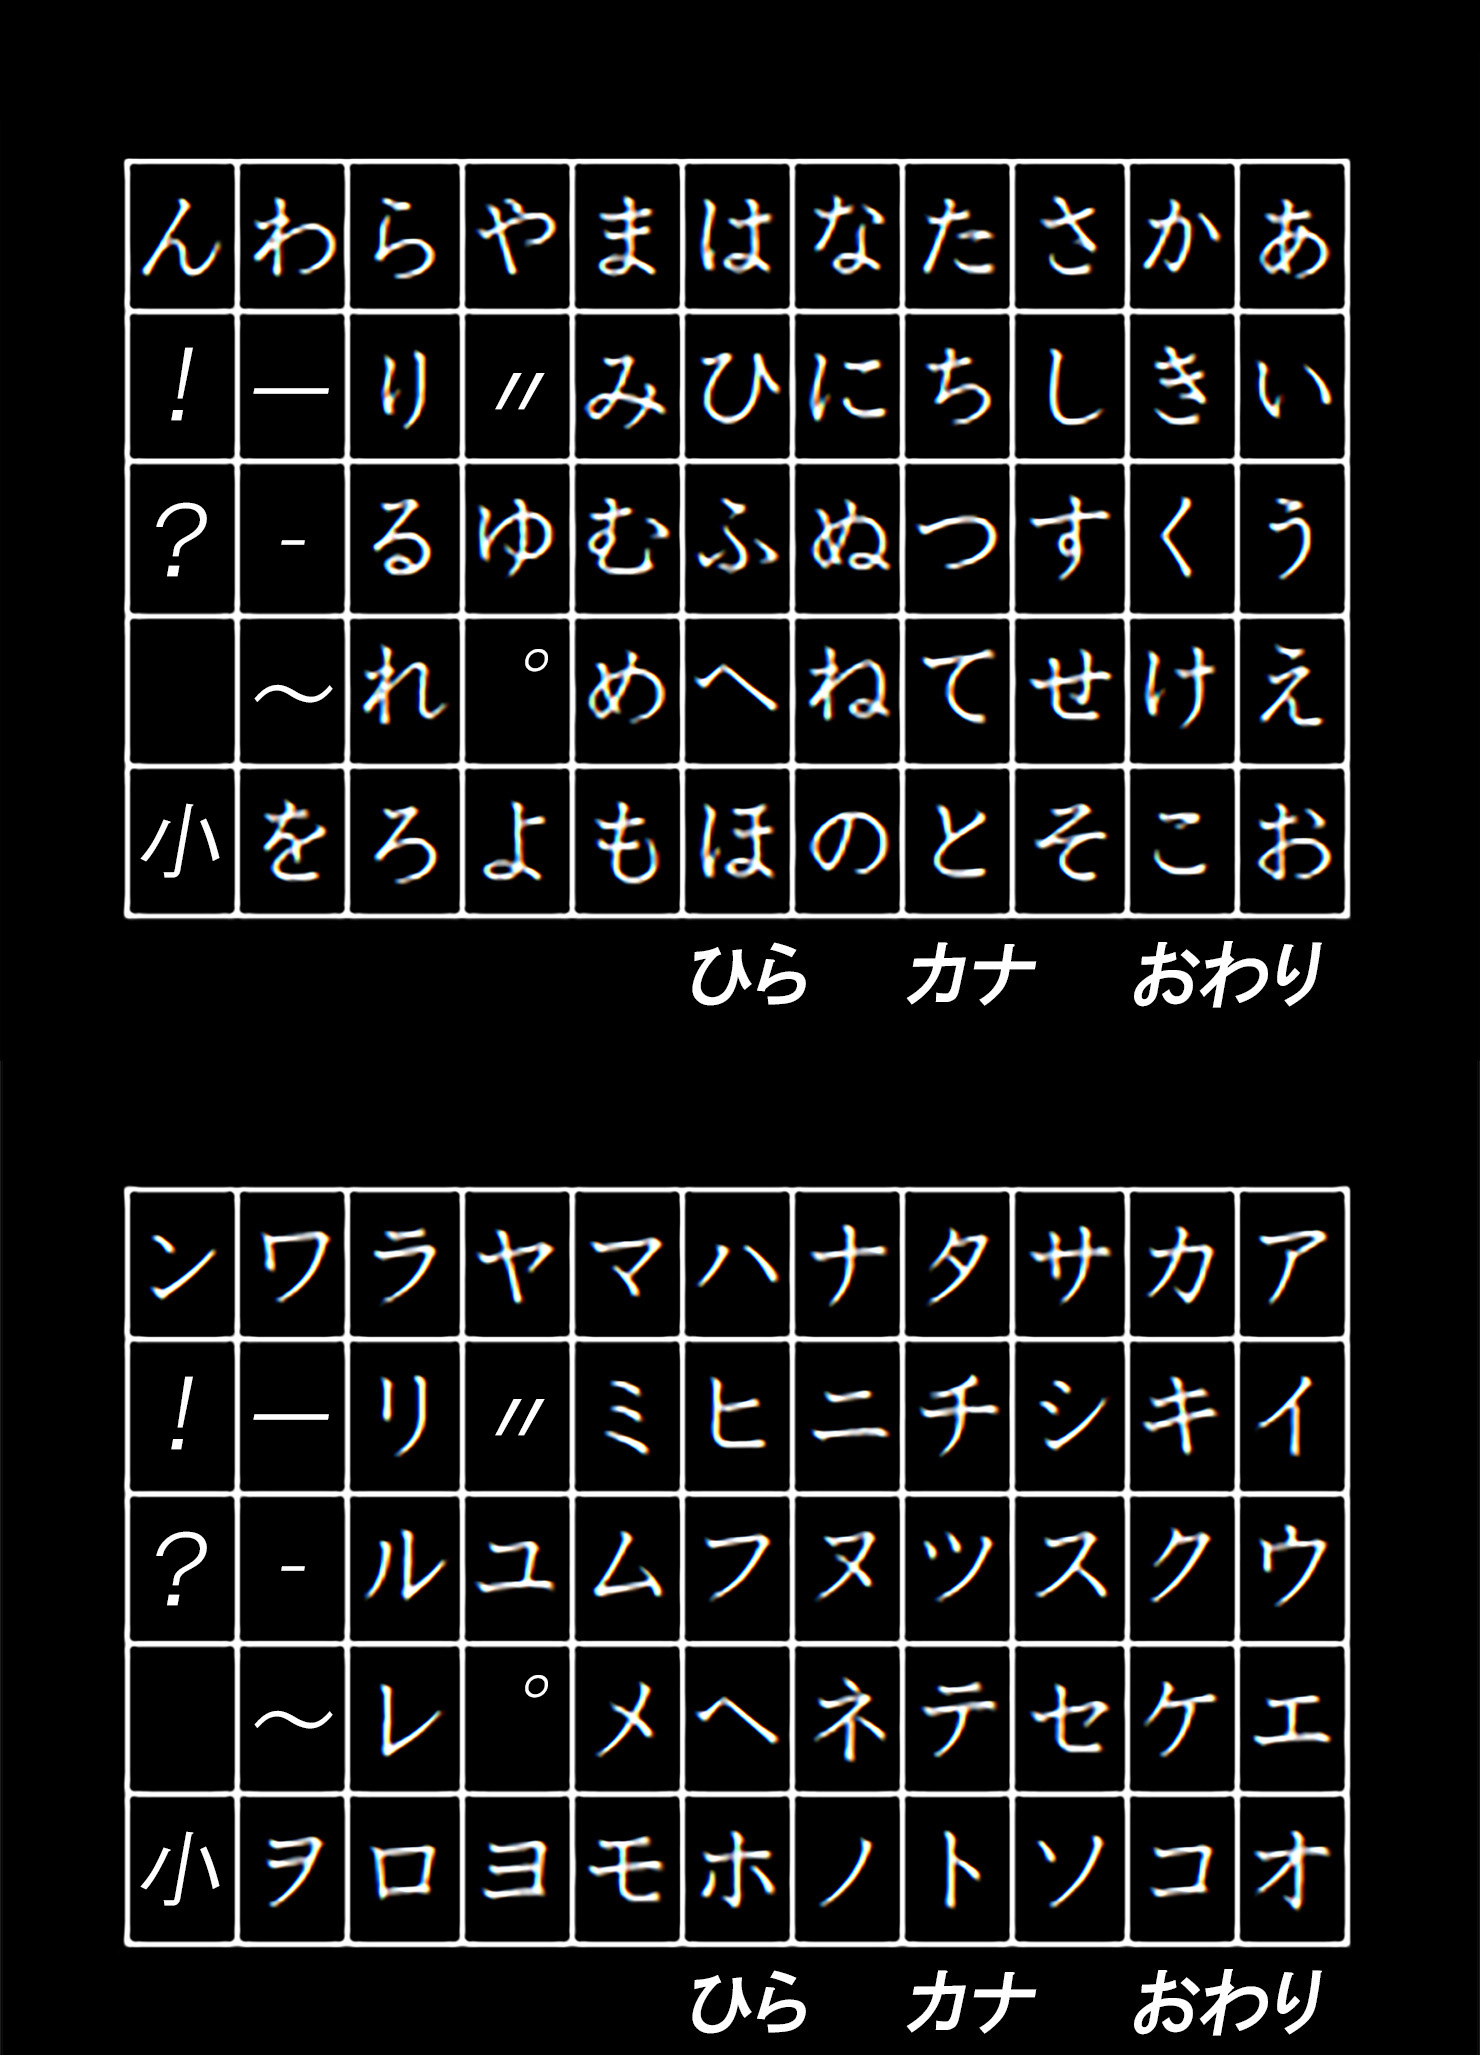 ん わ ら や ま は な た さ か あ
！ ― り 〃 み ひ に ち し き い
？ - る ゆ む ふ ぬ つ す く う
～ れ ゜ め へ ね て せ け え
小 を ろ よ も ほ の と そ こ お
ひら カナ おわり
ン ワ ラ ヤ マ ハ ナ タ サ カ ア
！ ― リ 〃 ミ ヒ ニ チ シ キ イ
？ - ル ユ ム フ ヌ ツ ス ク ウ
～ レ ゜ メ ヘ ネ テ セ ケ エ
小 ヲ ロ ヨ モ ホ ノ ト ソ コ オ
ひら カナ おわり